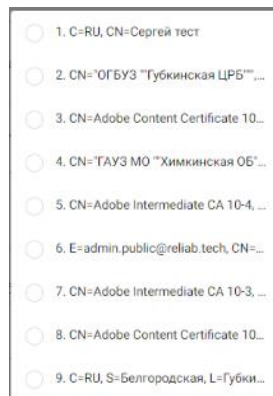 1. C=RU, CN=Сергей тест
2. CN="ОГБУЗ ""Губкинская ЦРБ""",...
3. CN=Adobe Content Certificate 10...
4. CN="ГАУЗ МО ""Химкинская ОБ"...
5. CN=Adobe Intermediate CA 10-4, ...
6. E=admin.public@reliab.tech, CN=...
7. CN=Adobe Intermediate CA 10-3, ...
8. CN=Adobe Content Certificate 10...
9. C=RU, S=Белгородская, L=Губки...